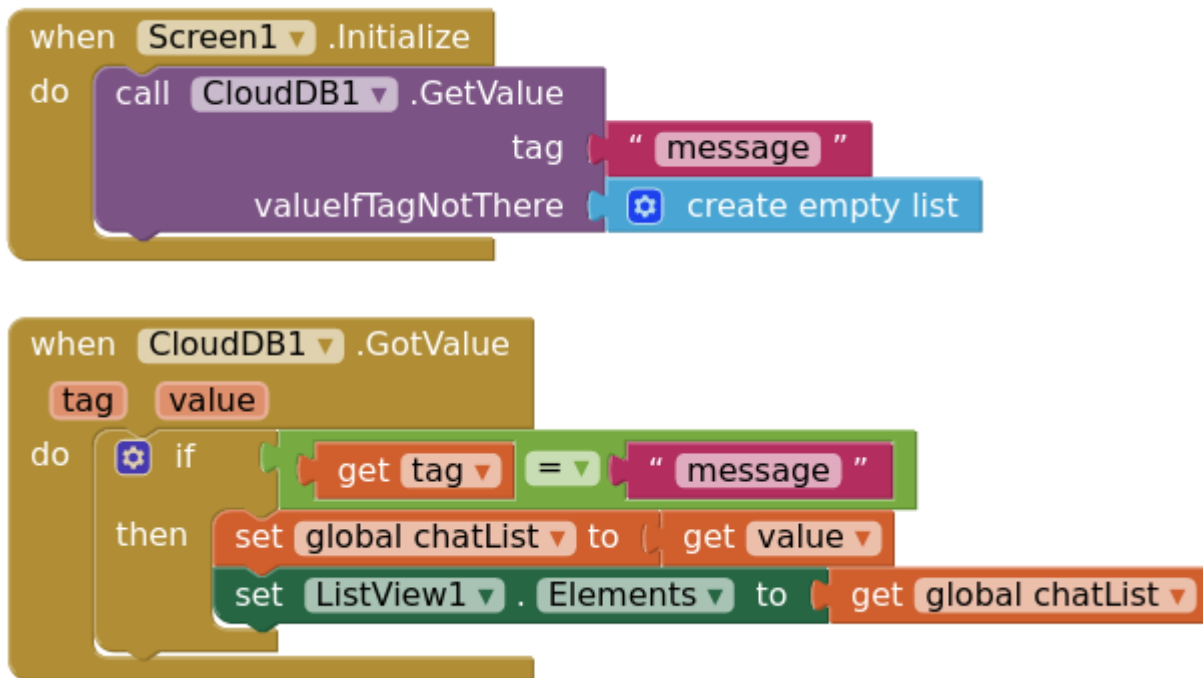 when Screen1 .Initialize
do call CloudDB1 .GetValue
tag “ message ”
valueIfTagNotThere create empty list
when CloudDB1 .GotValue
tag value
do if get tag = “ message ”
then set global chatList to get value
set ListView1 . Elements to get global chatList